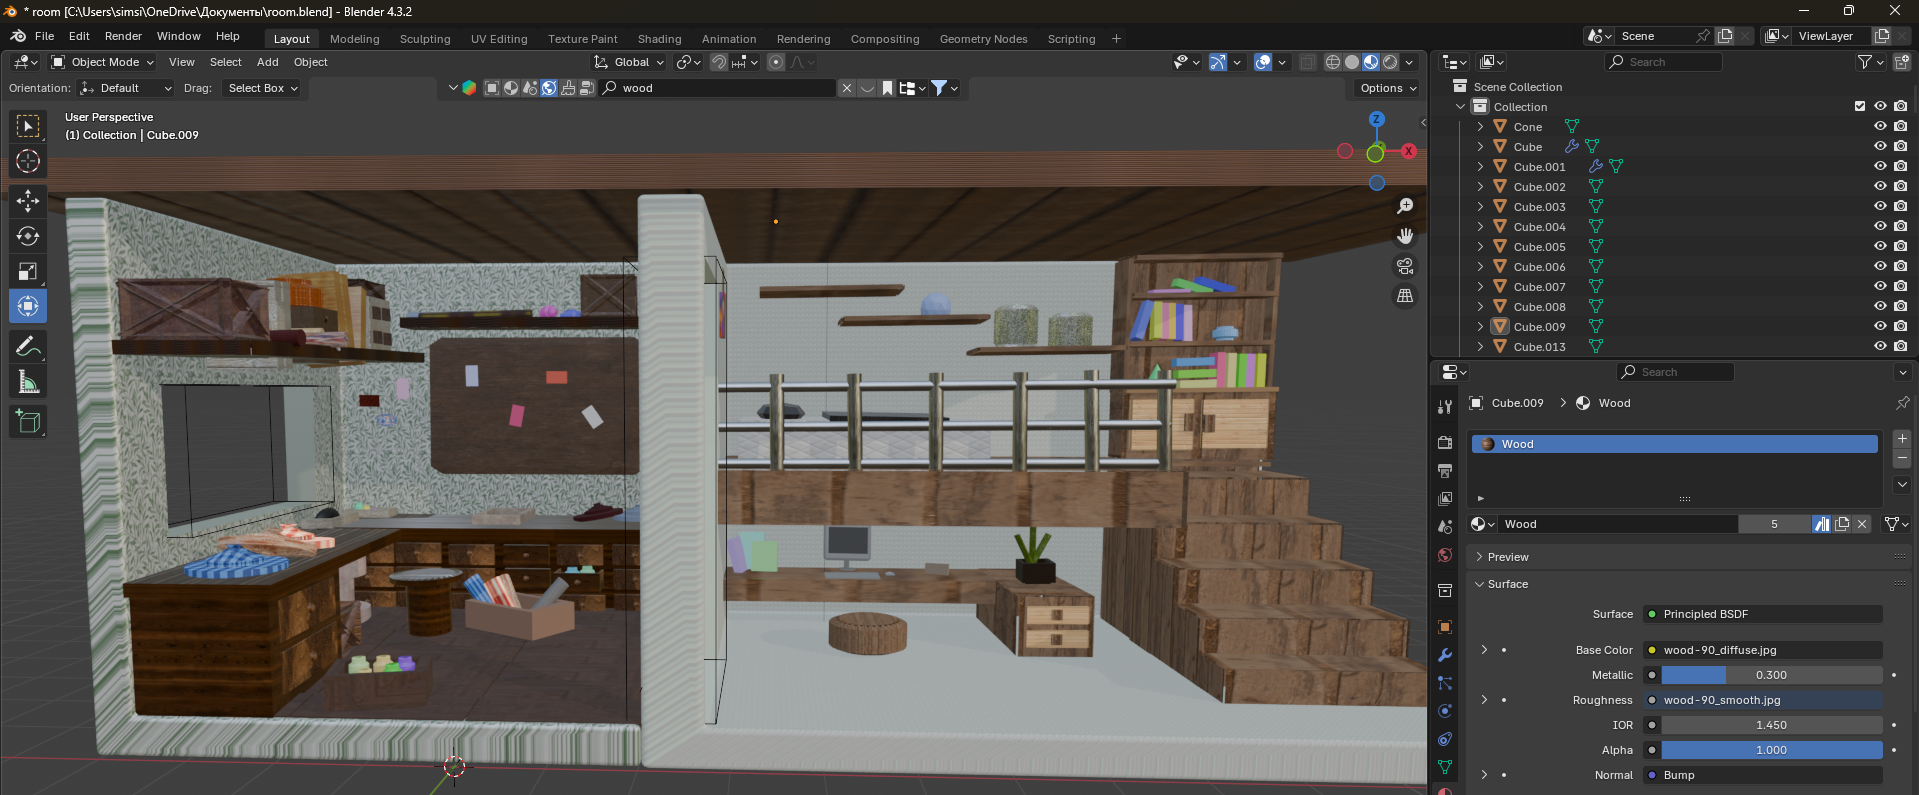 * room [C:\Users\simsi\OneDrive\Документы\room.blend] - Blender 4.3.2
File Edit Render Window Help Layout Modeling Sculpting UV Editing Texture Paint Shading Animation Rendering Compositing Geometry Nodes Scripting + Scene ViewLayer
Object Mode View Select Add Object Global Search
Orientation: Default Drag: Select Box wood Options
User Perspective
(1) Collection | Cube.009
Z
X
Scene Collection
Collection
Cone
Cube
Cube.001
Cube.002
Cube.003
Cube.004
Cube.005
Cube.006
Cube.007
Cube.008
Cube.009
Cube.013
Search
Cube.009 > Wood
Wood
Wood 5
Preview
Surface
Surface Principled BSDF
Base Color wood-90_diffuse.jpg
Metallic 0.300
Roughness wood-90_smooth.jpg
IOR 1.450
Alpha 1.000
Normal Bump